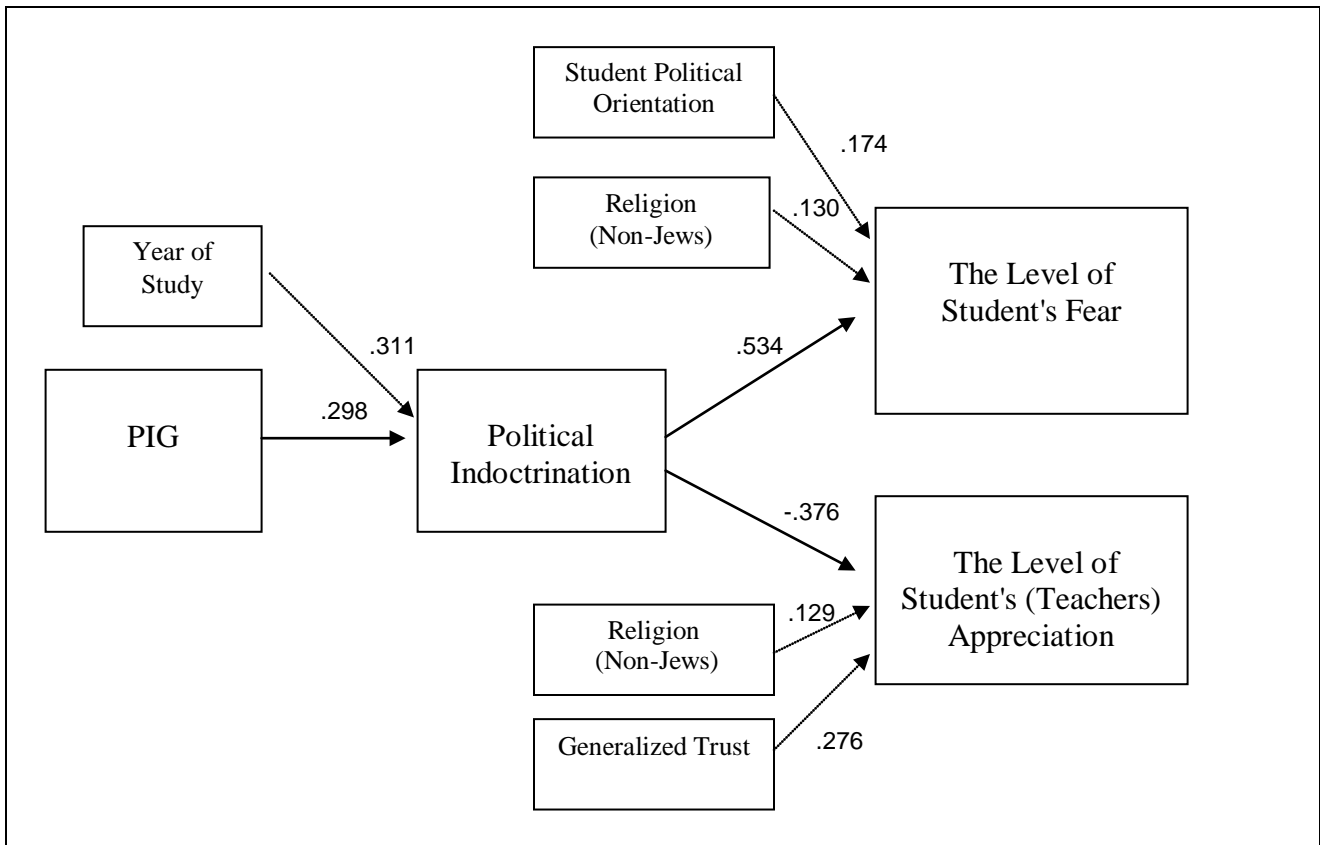 Student Political
Orientation
.174
Religion
(Non-Jews)
.130
The Level of
Student's Fear
Year of
Study
.311
.534
PIG
.298
Political
Indoctrination
-.376
The Level of
Student's (Teachers)
Appreciation
Religion
(Non-Jews)
.129
Generalized Trust
.276